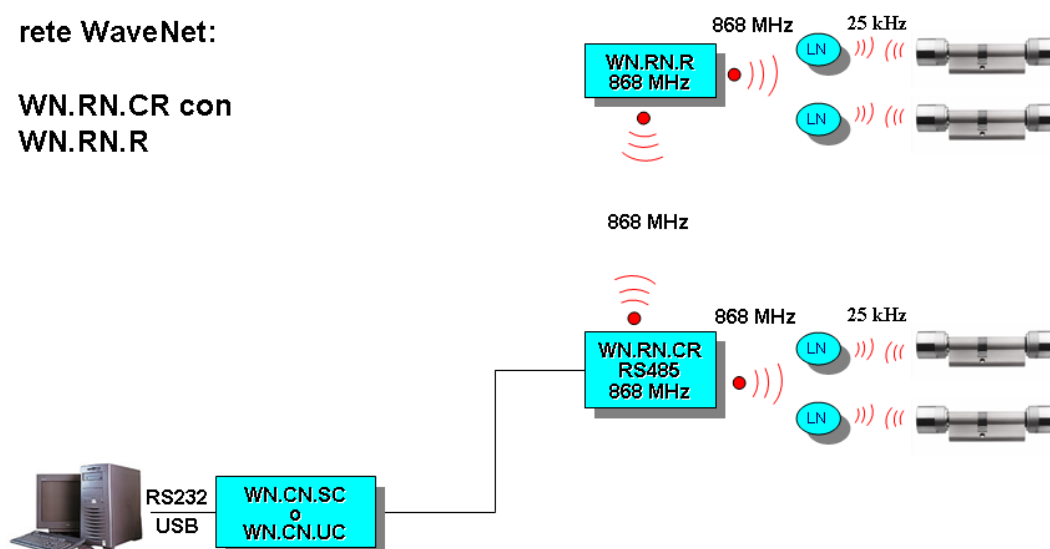 rete WaveNet:
WN.RN.CR con
WN.RN.R
868 MHz
25 kHz
WN.RN.R
868 MHz
LN
LN
868 MHz
868 MHz
25 kHz
WN.RN.CR
RS485
868 MHz
LN
LN
RS232
USB
WN.CN.SC
o
WN.CN.UC